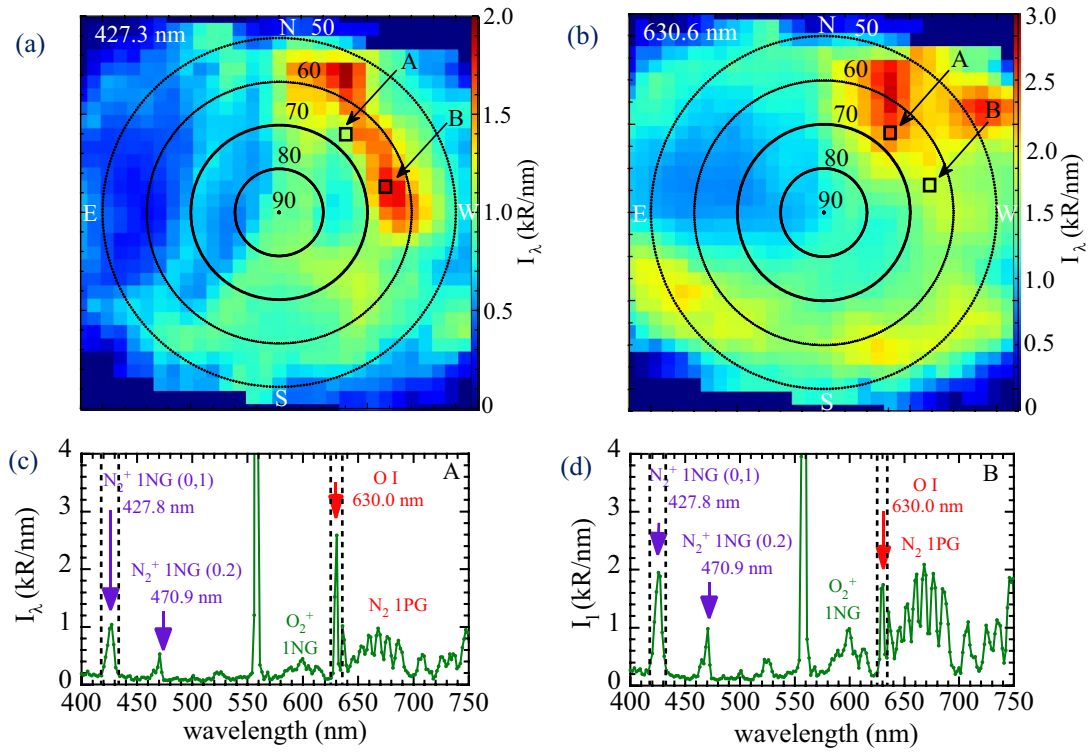 (a)
427.3 nm
N 50
60
70
80
90
A
B
E
W
S
2.0
1.5
1.0
0.5
0
I_λ (kR/nm)
(b)
630.6 nm
N 50
60
70
80
90
A
B
E
W
S
3.0
2.5
2.0
1.5
1.0
0.5
0
I_λ (kR/nm)
(c)
A
N₂⁺ 1NG (0,1)
427.8 nm
N₂⁺ 1NG (0.2)
470.9 nm
O₂⁺
1NG
O I
630.0 nm
N₂ 1PG
4
3
2
1
0
I_λ (kR/nm)
400 450 500 550 600 650 700 750
wavelength (nm)
(d)
B
N₂⁺ 1NG (0,1)
427.8 nm
N₂⁺ 1NG (0.2)
470.9 nm
O₂⁺
1NG
O I
630.0 nm
N₂ 1PG
4
3
2
1
0
I_l (kR/nm)
400 450 500 550 600 650 700 750
wavelength (nm)